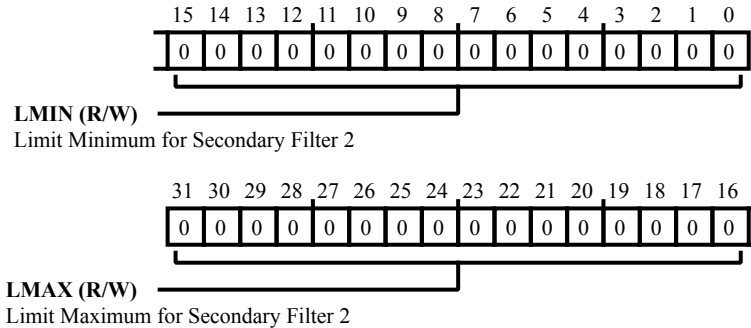 15 14 13 12 11 10 9 8 7 6 5 4 3 2 1 0
0 0 0 0 0 0 0 0 0 0 0 0 0 0 0 0
LMIN (R/W)
Limit Minimum for Secondary Filter 2
31 30 29 28 27 26 25 24 23 22 21 20 19 18 17 16
0 0 0 0 0 0 0 0 0 0 0 0 0 0 0 0
LMAX (R/W)
Limit Maximum for Secondary Filter 2